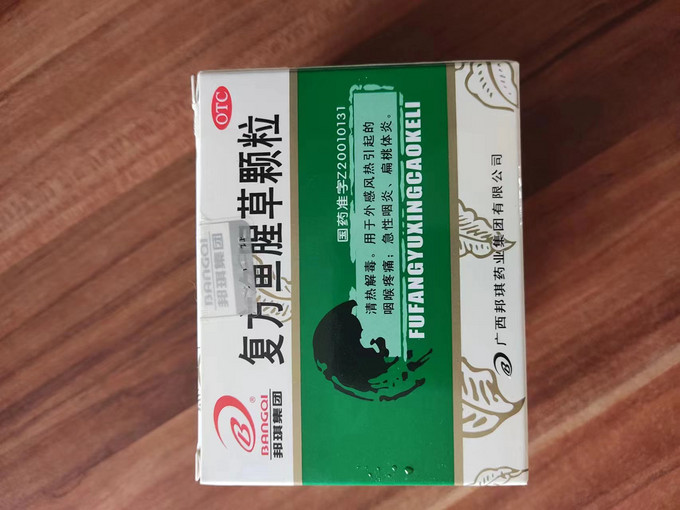 OTC
复方鱼腥草颗粒
BANGQI
邦琪集团
BANGQI
®
邦琪集团
国药准字Z20010131
清热解毒。用于外感风热引起的
咽喉疼痛；急性咽炎、扁桃体炎。
FUFANGYUXINGCAOKELI
广西邦琪药业集团有限公司